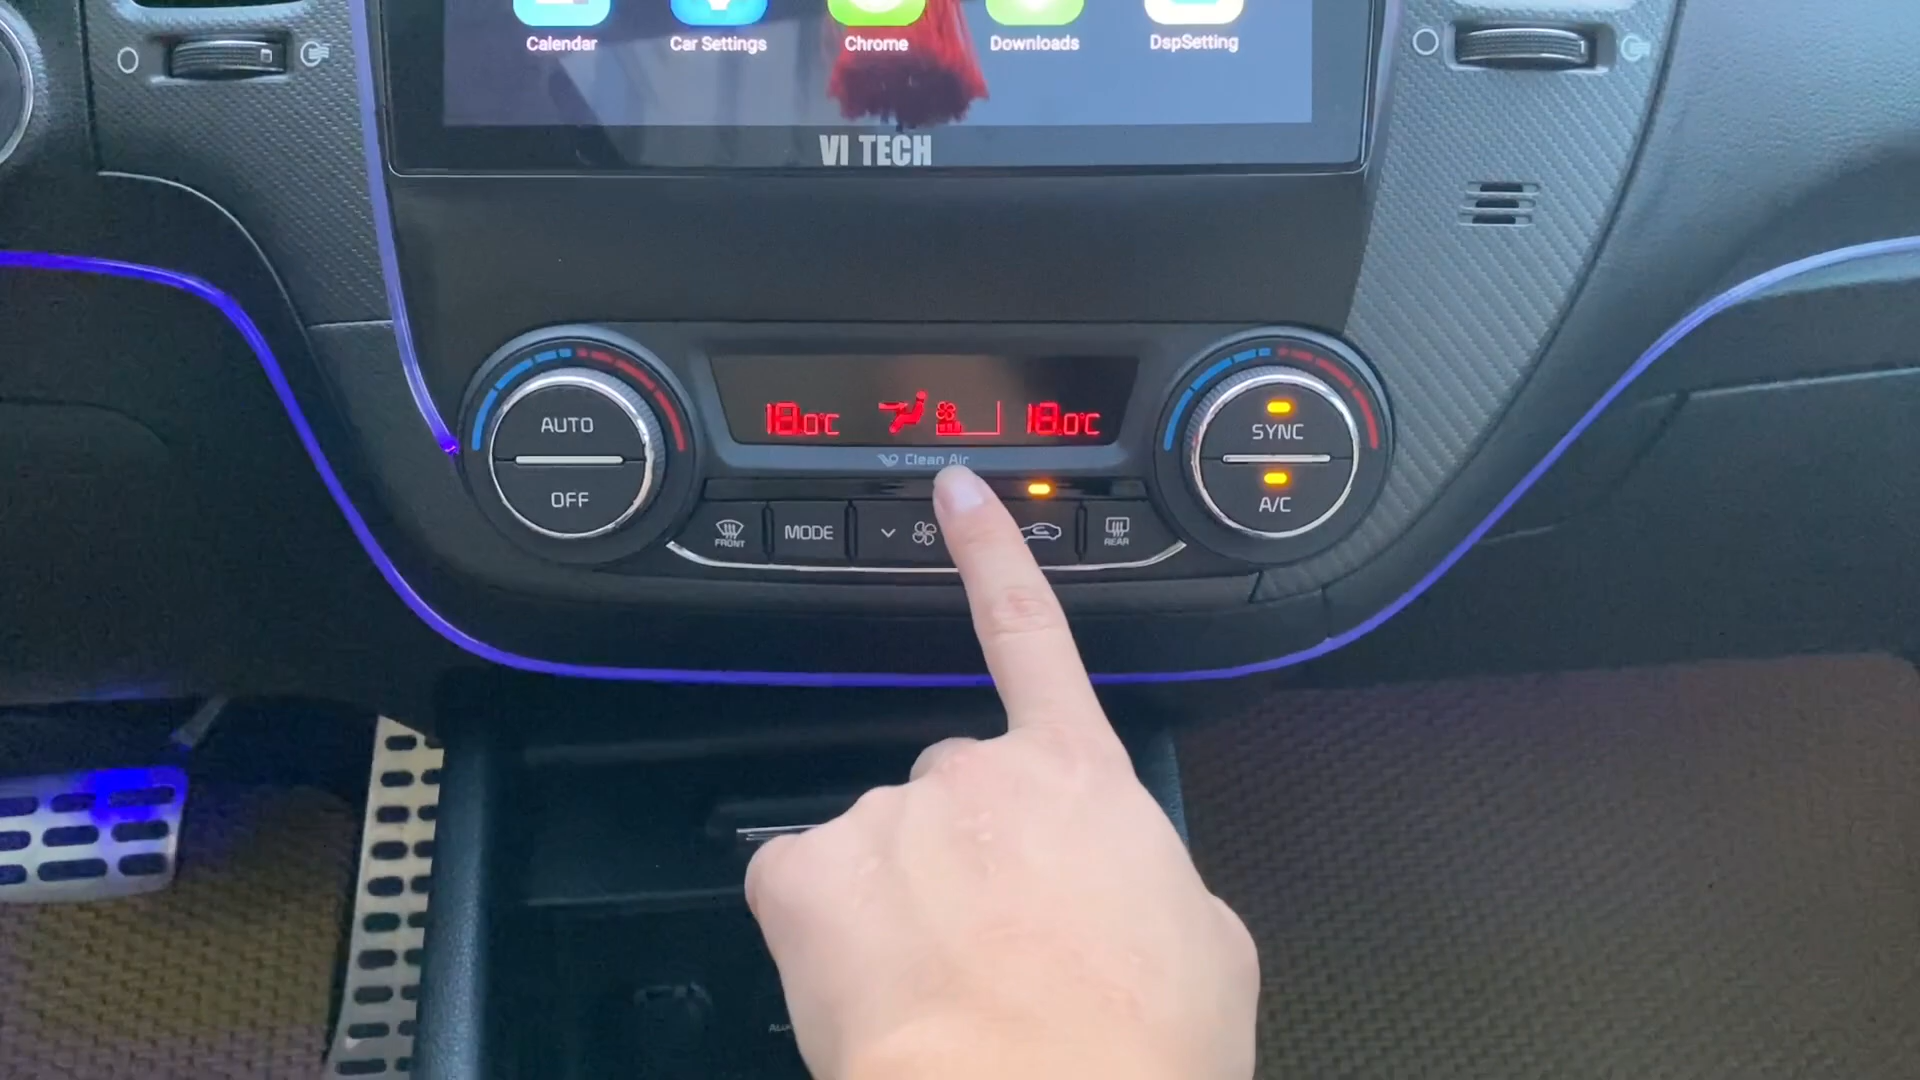 Calendar
Car Settings
Chrome
Downloads
DspSetting
VI TECH
AUTO
OFF
18.0°C
18.0°C
Clean Air
SYNC
A/C
FRONT
MODE
REAR